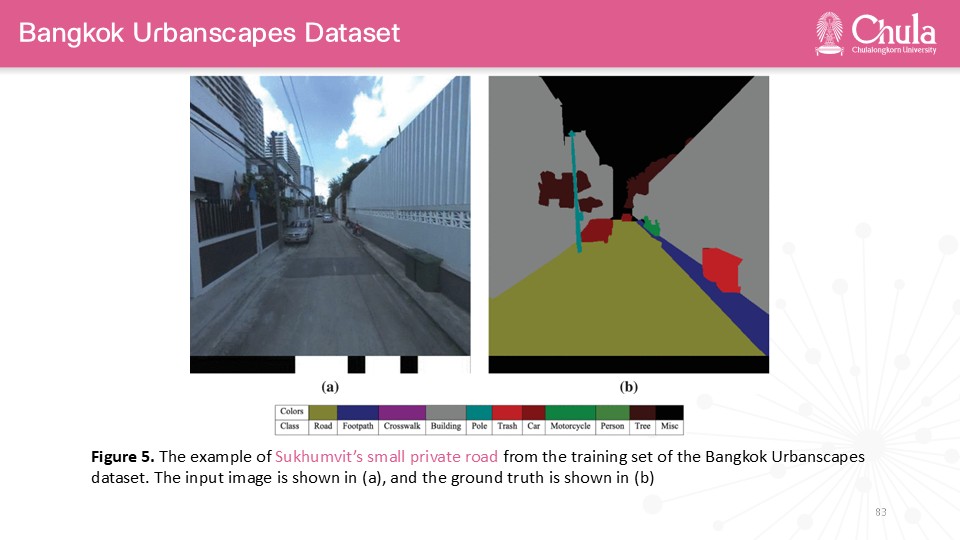 Bangkok Urbanscapes Dataset
Chula
Chulalongkorn University
(a)
(b)
Colors
Class Road Footpath Crosswalk Building Pole Trash Car Motorcycle Person Tree Misc
Figure 5. The example of Sukhumvit’s small private road from the training set of the Bangkok Urbanscapes
dataset. The input image is shown in (a), and the ground truth is shown in (b)
83